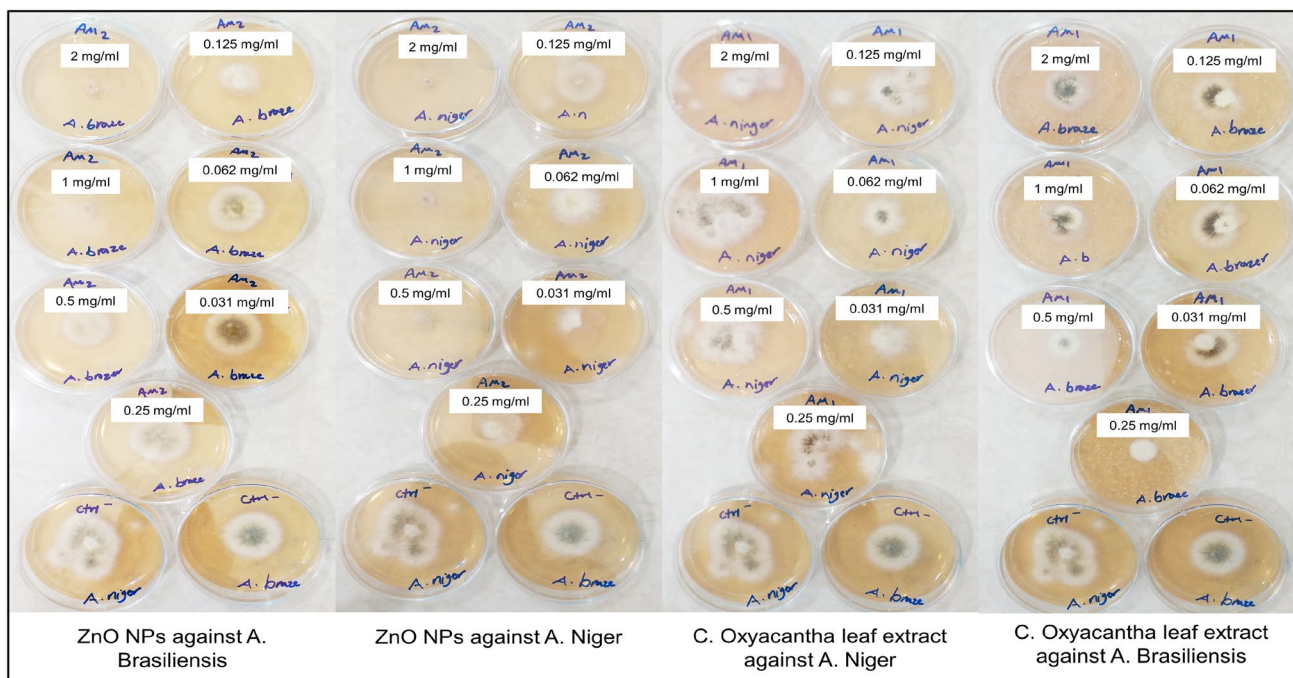 AM2
2 mg/ml
A. braze
AM2
0.125 mg/ml
A. braze
AM2
1 mg/ml
A. braze
AM2
0.062 mg/ml
A. braze
0.5 mg/ml
A. brazer
AM2
0.031 mg/ml
A. braze
AM2
0.25 mg/ml
A. braze
Ctrl -
A. niger
Ctrl -
A. braze
ZnO NPs against A.
Brasiliensis
AM2
2 mg/ml
A. niger
AM2
0.125 mg/ml
A. n
AM2
1 mg/ml
A. niger
AM2
0.062 mg/ml
A. niger
AM2
0.5 mg/ml
A. niger
AM2
0.031 mg/ml
A. niger
AM2
0.25 mg/ml
A. niger
Ctrl -
A. niger
Ctrl -
A. braze
ZnO NPs against A. Niger
AM1
2 mg/ml
A. ninger
AM1
0.125 mg/ml
A. niger
AM1
1 mg/ml
A. niger
AM1
0.062 mg/ml
A. niger
AM1
0.5 mg/ml
A. niger
AM1
0.031 mg/ml
A. niger
AM1
0.25 mg/ml
A. niger
Ctrl -
A. niger
Ctrl -
A. braze
C. Oxyacantha leaf extract
against A. Niger
AM1
2 mg/ml
A. braze
AM1
0.125 mg/ml
A. braze
AM1
1 mg/ml
A. b
AM1
0.062 mg/ml
A. brazer
AM1
0.5 mg/ml
A. braze
AM1
0.031 mg/ml
A. brazer
AM1
0.25 mg/ml
A. braze
Ctrl -
A. niger
Ctrl -
A. braze
C. Oxyacantha leaf extract
against A. Brasiliensis